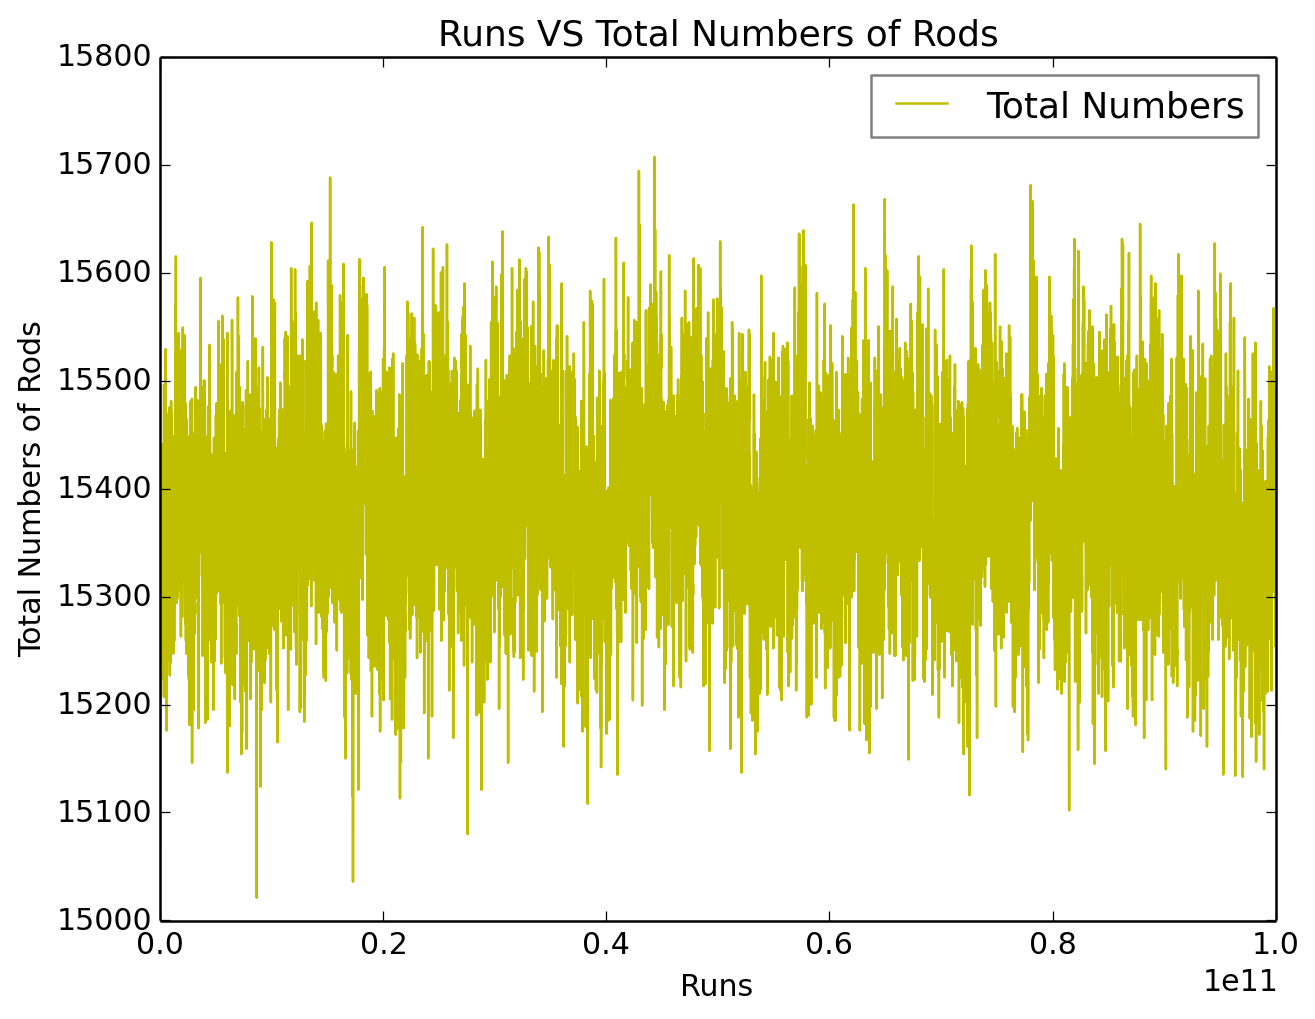 Runs VS Total Numbers of Rods
Total Numbers
15800
15700
15600
15500
15400
15300
15200
15100
15000
Total Numbers of Rods
0.0 0.2 0.4 0.6 0.8 1.0
1e11
Runs